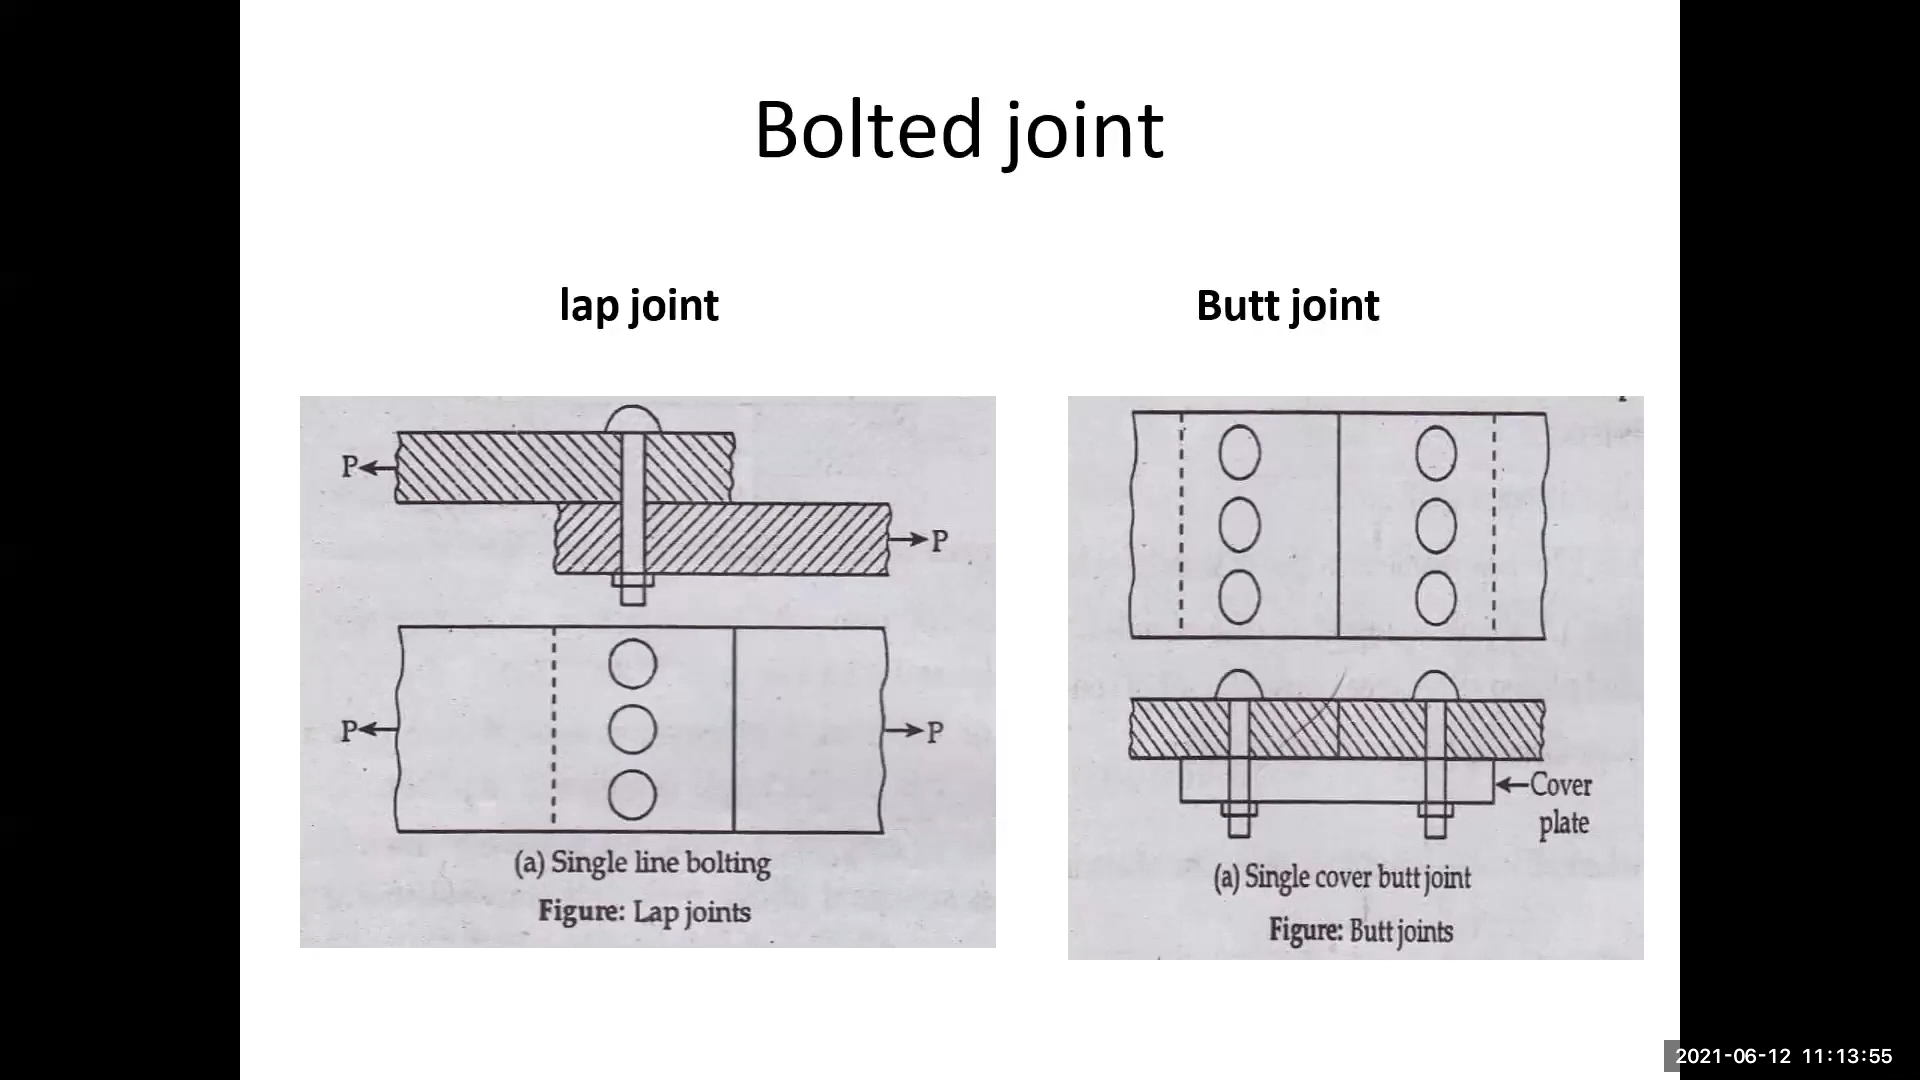 Bolted joint
lap joint
Butt joint
P
P
P
P
(a) Single line bolting
Figure: Lap joints
Cover
plate
(a) Single cover butt joint
Figure: Butt joints
2021-06-12 11:13:55